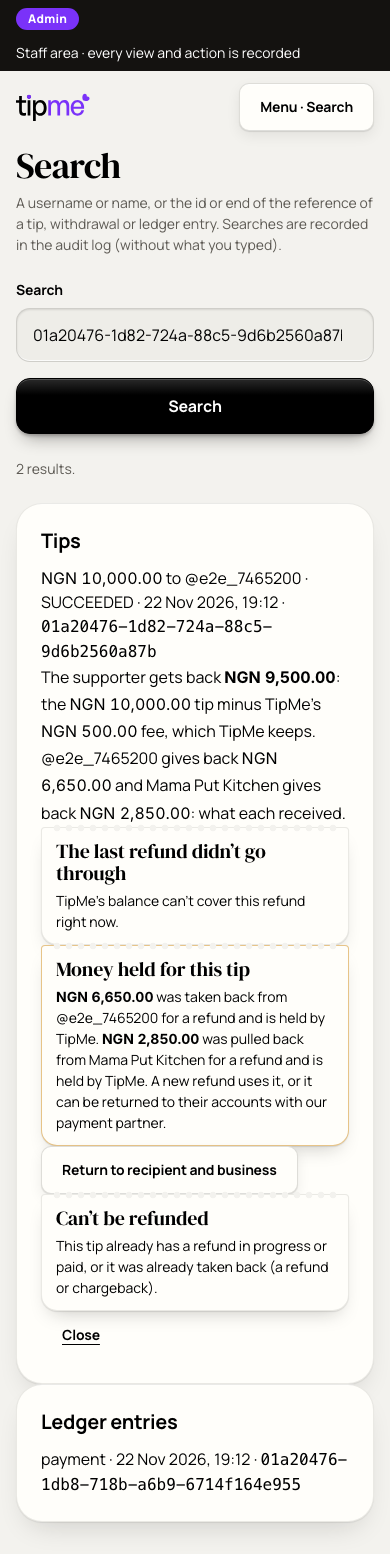 Admin
Staff area · every view and action is recorded
tipme
Menu · Search
Search
A username or name, or the id or end of the reference of
a tip, withdrawal or ledger entry. Searches are recorded
in the audit log (without what you typed).
Search
01a20476-1d82-724a-88c5-9d6b2560a87
Search
2 results.
Tips
NGN 10,000.00 to @e2e_7465200 ·
SUCCEEDED · 22 Nov 2026, 19:12 ·
01a20476-1d82-724a-88c5-
9d6b2560a87b
The supporter gets back NGN 9,500.00:
the NGN 10,000.00 tip minus TipMe's
NGN 500.00 fee, which TipMe keeps.
@e2e_7465200 gives back NGN
6,650.00 and Mama Put Kitchen gives
back NGN 2,850.00: what each received.
The last refund didn't go
through
TipMe's balance can't cover this refund
right now.
Money held for this tip
NGN 6,650.00 was taken back from
@e2e_7465200 for a refund and is held by
TipMe. NGN 2,850.00 was pulled back
from Mama Put Kitchen for a refund and is
held by TipMe. A new refund uses it, or it
can be returned to their accounts with our
payment partner.
Return to recipient and business
Can't be refunded
This tip already has a refund in progress or
paid, or it was already taken back (a refund
or chargeback).
Close
Ledger entries
payment · 22 Nov 2026, 19:12 · 01a20476-
1db8-718b-a6b9-6714f164e955